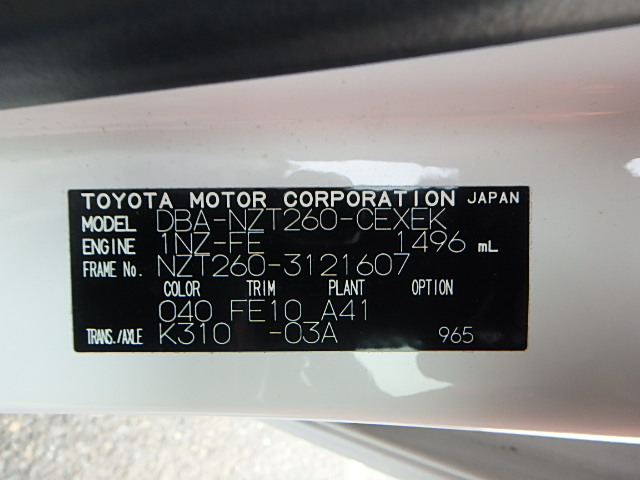 TOYOTA MOTOR CORPORATION JAPAN
MODEL DBA-NZT260-CEXEK
ENGINE 1NZ-FE 1496 mL
FRAME No. NZT260-3121607
COLOR TRIM PLANT OPTION
040 FE10 A41
TRANS./AXLE K310 -03A 965